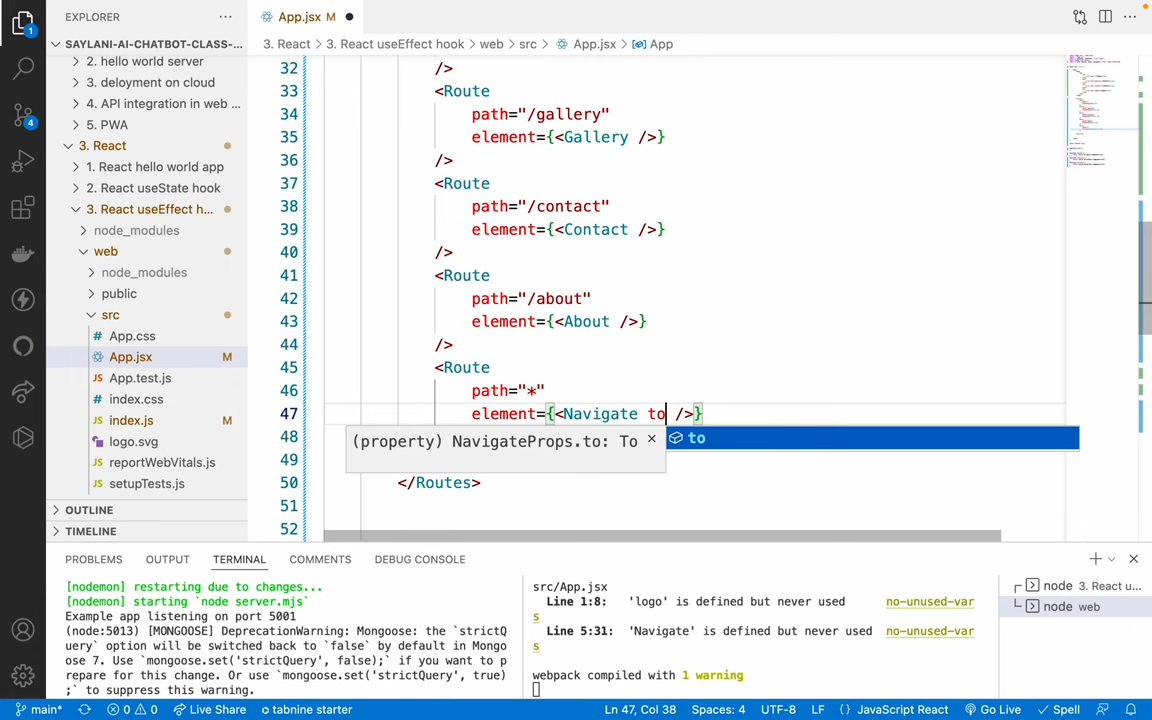 EXPLORER
SAYLANI-AI-CHATBOT-CLASS-...
2. hello world server
3. deloyment on cloud
4. API integration in web ...
5. PWA
3. React
1. React hello world app
2. React useState hook
3. React useEffect h...
node_modules
web
node_modules
public
src
# App.css
App.jsx M
JS App.test.js
# index.css
JS index.js M
logo.svg
JS reportWebVitals.js
JS setupTests.js
OUTLINE
TIMELINE
1
4
App.jsx M
3. React > 3. React useEffect hook > web > src > App.jsx > App
32 />
33 <Route
34 path="/gallery"
35 element={<Gallery />}
36 />
37 <Route
38 path="/contact"
39 element={<Contact />}
40 />
41 <Route
42 path="/about"
43 element={<About />}
44 />
45 <Route
46 path="*"
47 element={<Navigate to />}
48
(property) NavigateProps.to: To ×
to
49
50 </Routes>
51
52
PROBLEMS OUTPUT TERMINAL COMMENTS DEBUG CONSOLE
[nodemon] restarting due to changes...
[nodemon] starting `node server.mjs`
Example app listening on port 5001
(node:5013) [MONGOOSE] DeprecationWarning: Mongoose: the `strictQ
uery` option will be switched back to `false` by default in Mongo
ose 7. Use `mongoose.set('strictQuery', false);` if you want to p
repare for this change. Or use `mongoose.set('strictQuery', true)
;` to suppress this warning.
src/App.jsx
Line 1:8: 'logo' is defined but never used no-unused-var
s
Line 5:31: 'Navigate' is defined but never used no-unused-var
s
webpack compiled with 1 warning
node 3. React u...
node web
main* 0 0 Live Share tabnine starter
Ln 47, Col 38 Spaces: 4 UTF-8 LF {} JavaScript React Go Live Spell